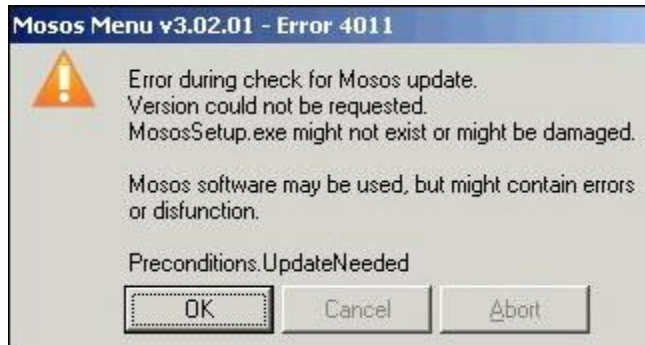 Mosos Menu v3.02.01 - Error 4011
Error during check for Mosos update.
Version could not be requested.
MososSetup.exe might not exist or might be damaged.
Mosos software may be used, but might contain errors
or disfunction.
Preconditions.UpdateNeeded
OK
Cancel
Abort